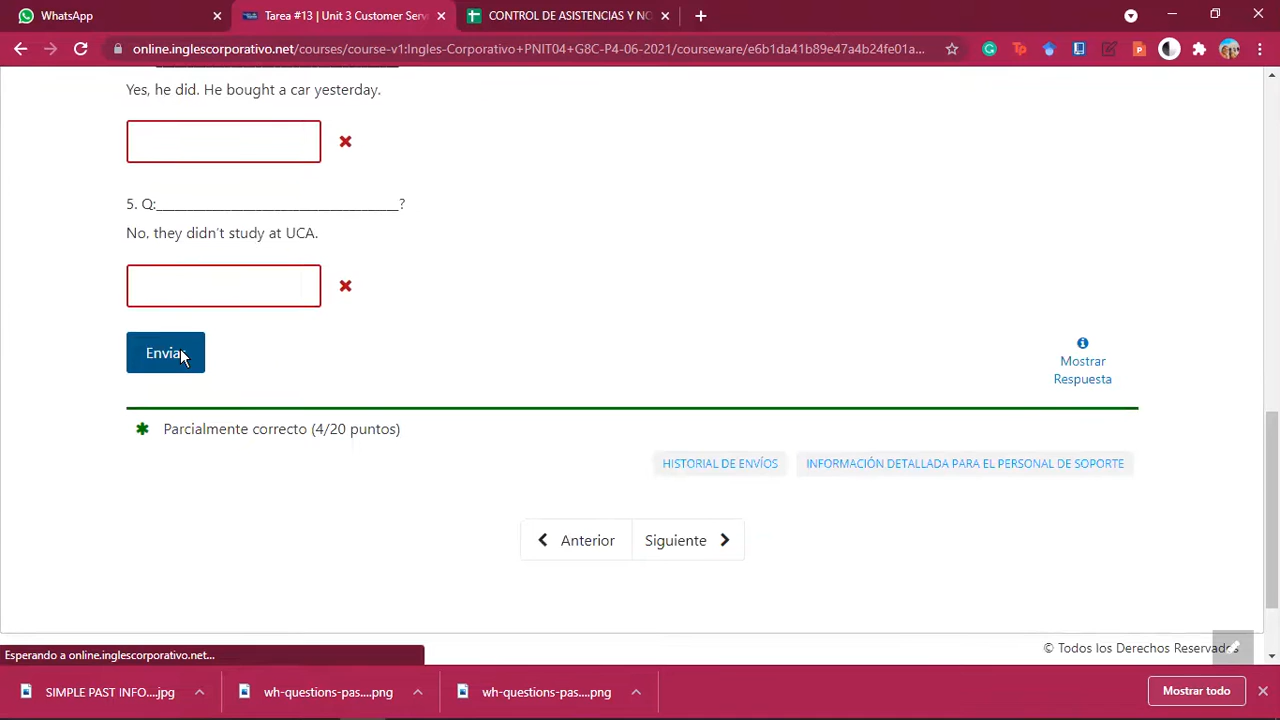 WhatsApp
Tarea #13 | Unit 3 Customer Serv
CONTROL DE ASISTENCIAS Y NO
online.inglescorporativo.net/courses/course-v1:Ingles-Corporativo+PNIT04+G8C-P4-06-2021/courseware/e6b1da41b89e47a4b24fe01a...
Yes, he did. He bought a car yesterday.
5. Q:___________________________________?
No, they didn't study at UCA.
Enviar
Mostrar
Respuesta
Parcialmente correcto (4/20 puntos)
HISTORIAL DE ENVÍOS
INFORMACIÓN DETALLADA PARA EL PERSONAL DE SOPORTE
Anterior
Siguiente
© Todos los Derechos Reservados
Esperando a online.inglescorporativo.net...
SIMPLE PAST INFO....jpg
wh-questions-pas....png
wh-questions-pas....png
Mostrar todo